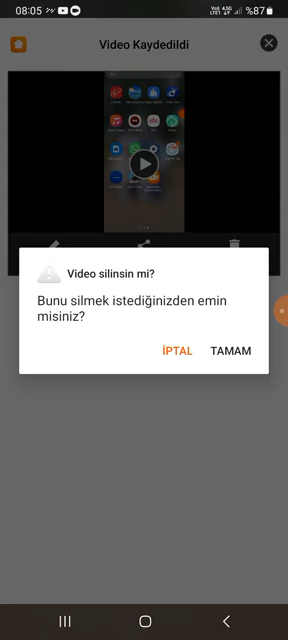 08:05
%87
Video Kaydedildi
Video silinsin mi?
Bunu silmek istediğinizden emin
misiniz?
İPTAL
TAMAM